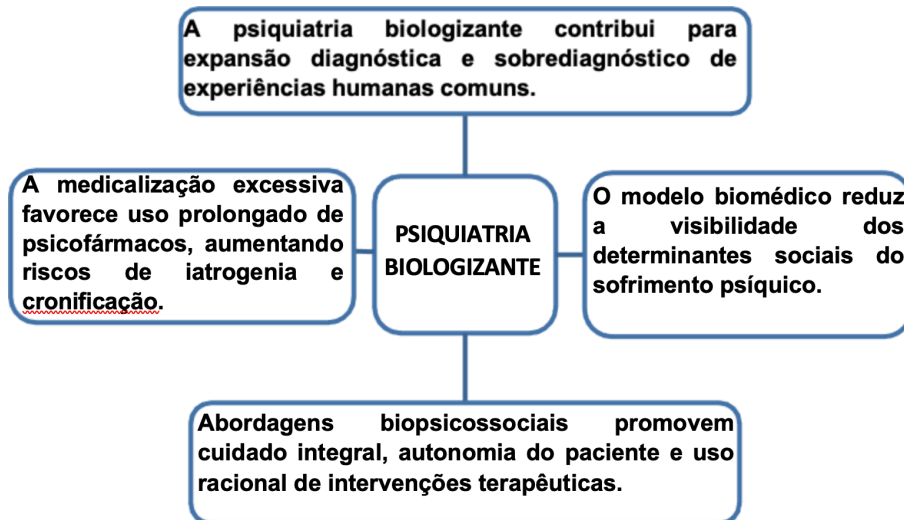 A psiquiatria biologizante contribui para
expansão diagnóstica e sobrediagnóstico de
experiências humanas comuns.
A medicalização excessiva
favorece uso prolongado de
psicofármacos, aumentando
riscos de iatrogenia e
cronificação.
PSIQUIATRIA
BIOLOGIZANTE
O modelo biomédico reduz
a visibilidade dos
determinantes sociais do
sofrimento psíquico.
Abordagens biopsicossociais promovem
cuidado integral, autonomia do paciente e uso
racional de intervenções terapêuticas.